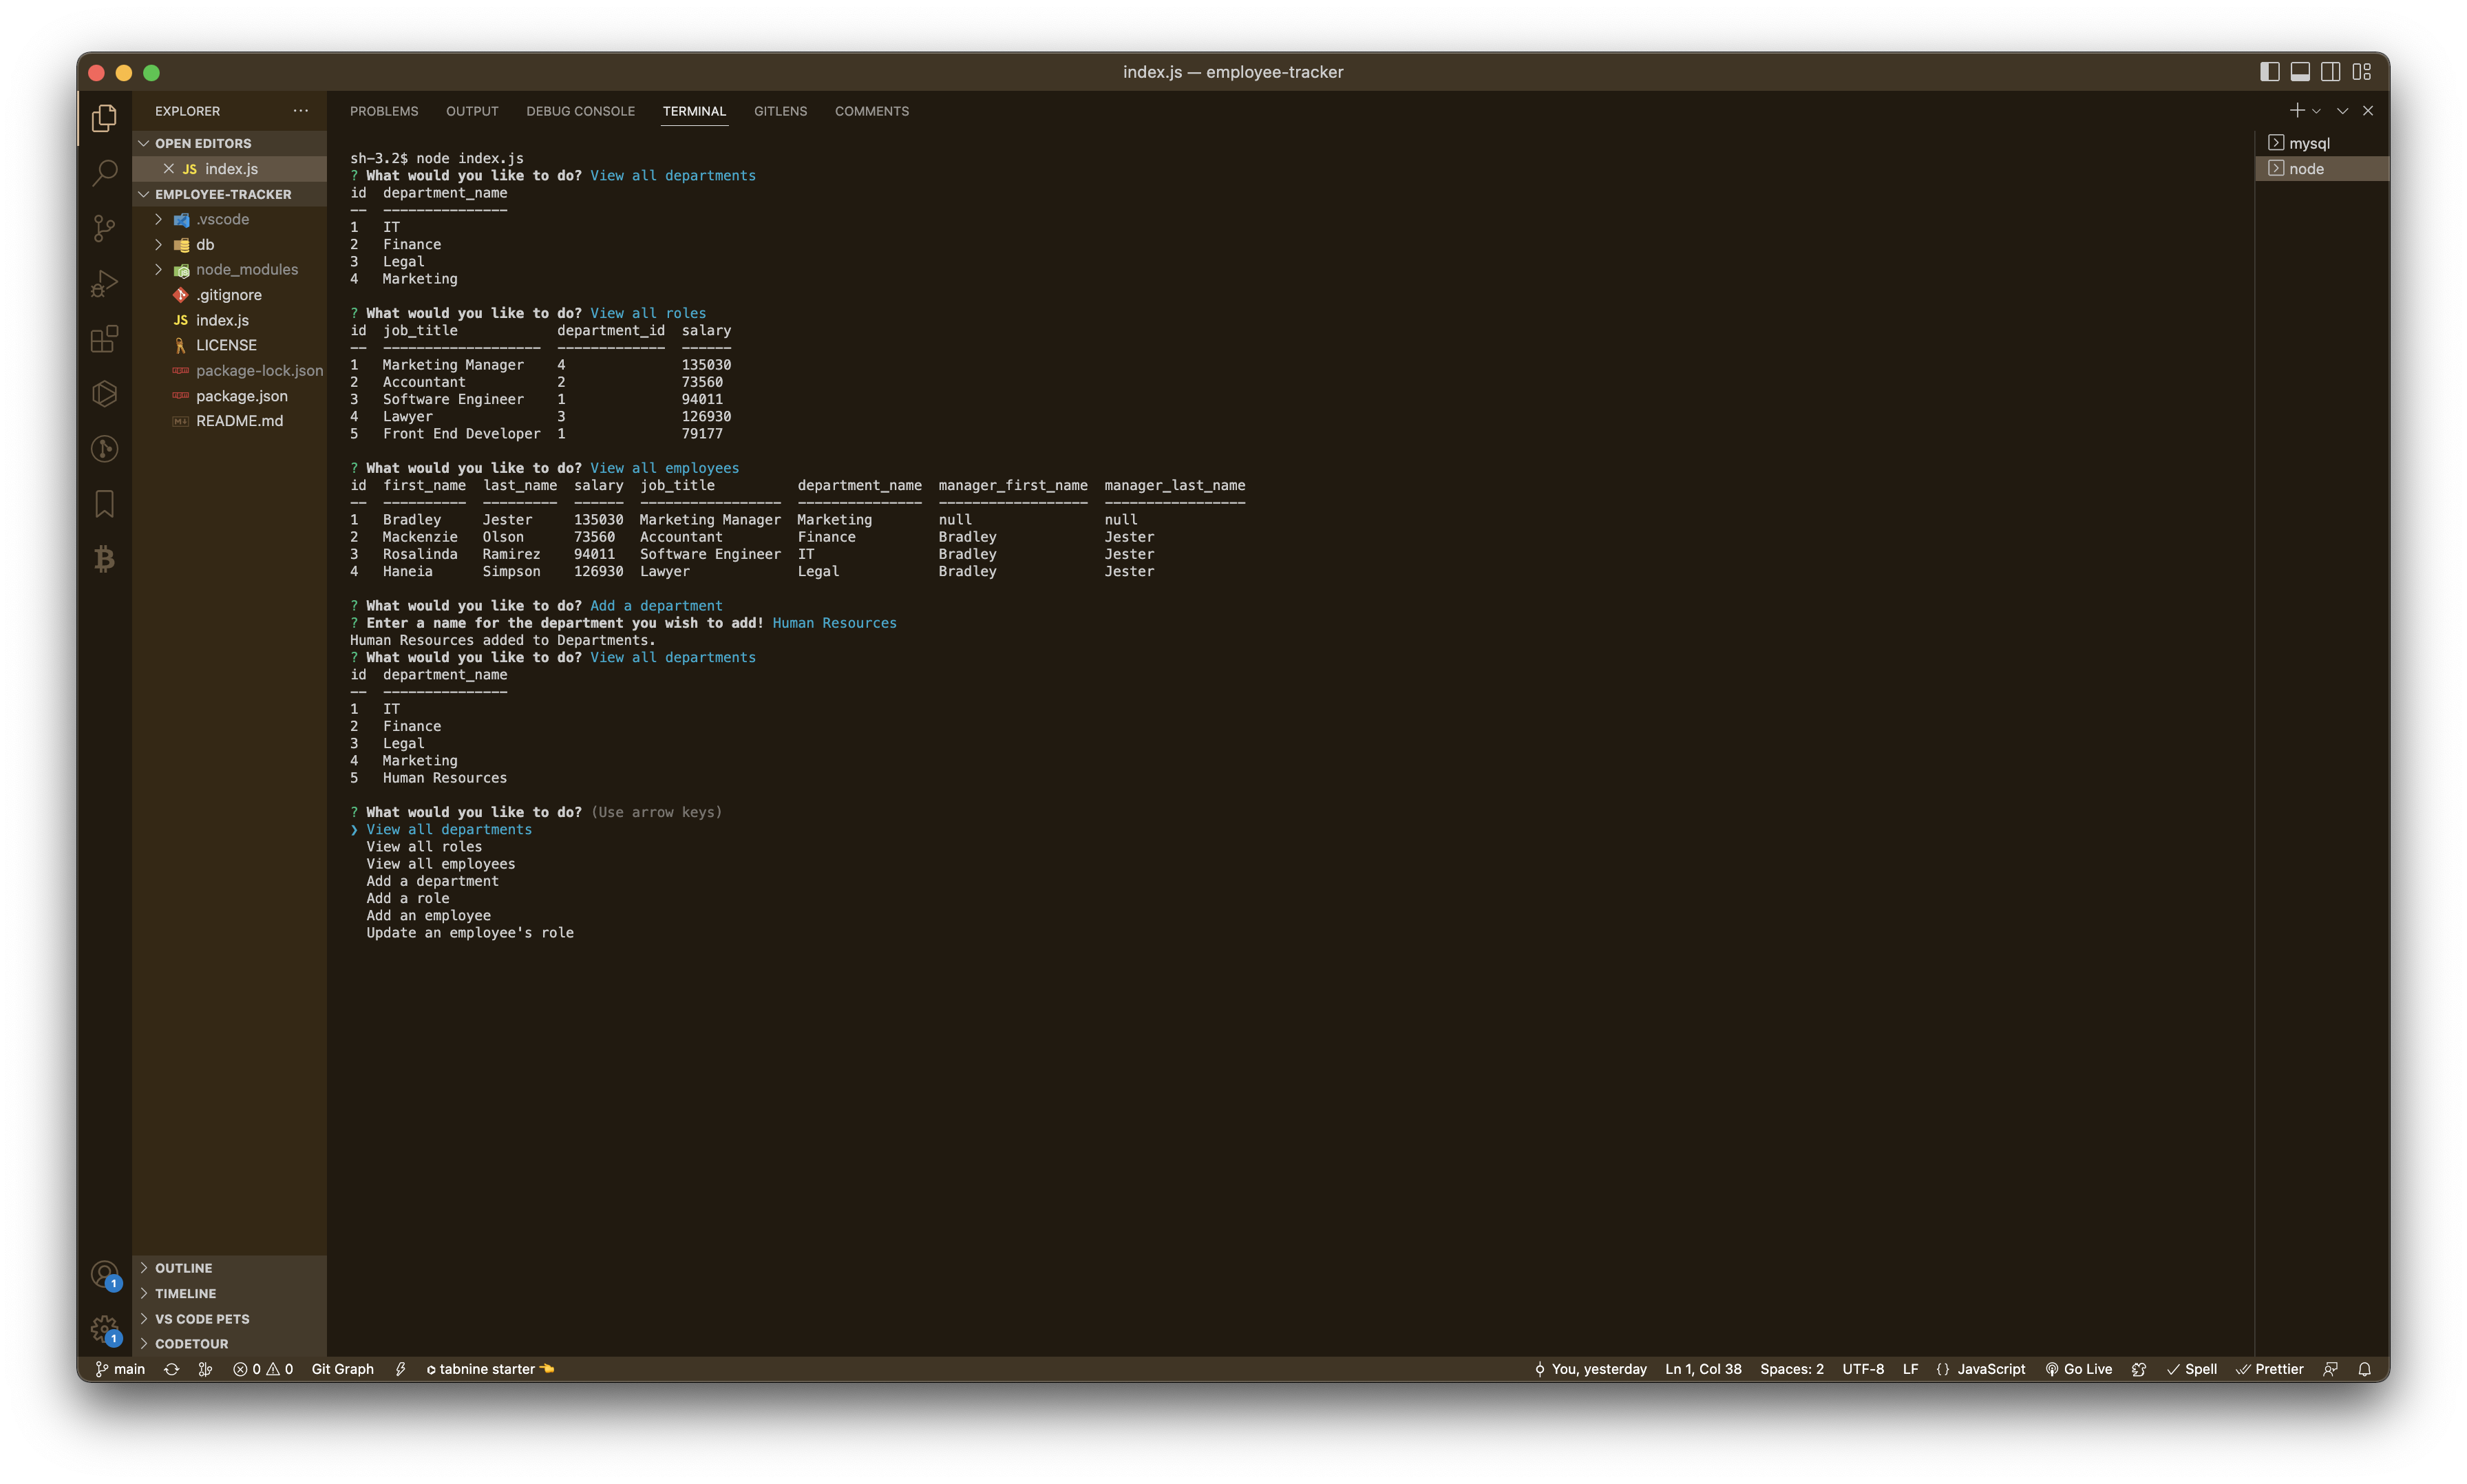 index.js — employee-tracker
EXPLORER
OPEN EDITORS
JS index.js
EMPLOYEE-TRACKER
.vscode
db
node_modules
.gitignore
JS index.js
LICENSE
package-lock.json
package.json
README.md
OUTLINE
TIMELINE
VS CODE PETS
CODETOUR
PROBLEMS OUTPUT DEBUG CONSOLE TERMINAL GITLENS COMMENTS
sh-3.2$ node index.js
? What would you like to do? View all departments
id department_name
-- ---------------
1 IT
2 Finance
3 Legal
4 Marketing
? What would you like to do? View all roles
id job_title department_id salary
-- ------------------- ------------- ------
1 Marketing Manager 4 135030
2 Accountant 2 73560
3 Software Engineer 1 94011
4 Lawyer 3 126930
5 Front End Developer 1 79177
? What would you like to do? View all employees
id first_name last_name salary job_title department_name manager_first_name manager_last_name
-- ---------- --------- ------ ----------------- --------------- ------------------ -----------------
1 Bradley Jester 135030 Marketing Manager Marketing null null
2 Mackenzie Olson 73560 Accountant Finance Bradley Jester
3 Rosalinda Ramirez 94011 Software Engineer IT Bradley Jester
4 Haneia Simpson 126930 Lawyer Legal Bradley Jester
? What would you like to do? Add a department
? Enter a name for the department you wish to add! Human Resources
Human Resources added to Departments.
? What would you like to do? View all departments
id department_name
-- ---------------
1 IT
2 Finance
3 Legal
4 Marketing
5 Human Resources
? What would you like to do? (Use arrow keys)
❯ View all departments
View all roles
View all employees
Add a department
Add a role
Add an employee
Update an employee's role
mysql
node
1
1
main 0 0 Git Graph tabnine starter You, yesterday Ln 1, Col 38 Spaces: 2 UTF-8 LF {} JavaScript Go Live Spell Prettier